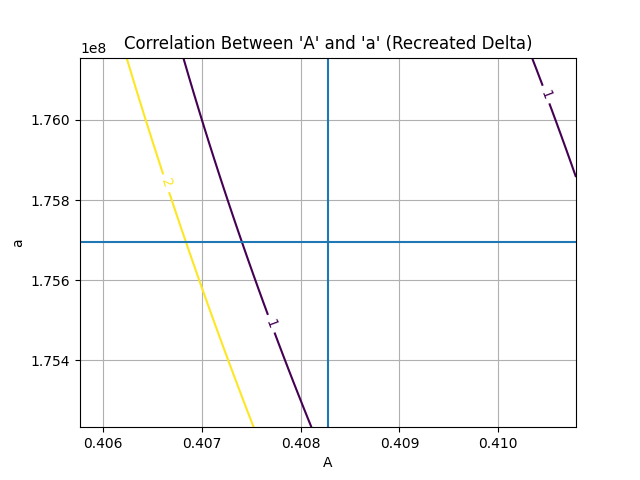 Correlation Between 'A' and 'a' (Recreated Delta)
1e8
1.760
1.758
1.756
1.754
a
1
2
1
0.406 0.407 0.408 0.409 0.410
A